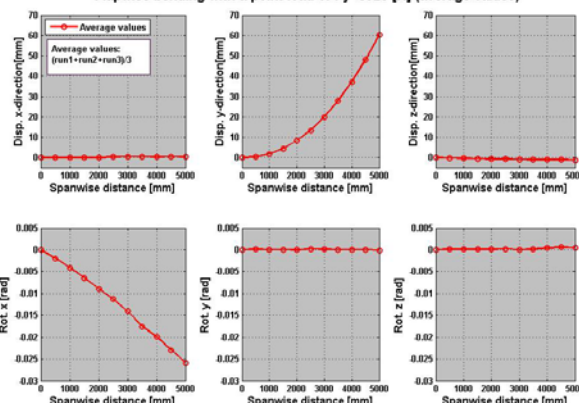 70 70 70
Average values
60 60 60
Average values:
(run1+run2+run3)/3
50 50 50
40 40 40
30 30 30
20 20 20
10 10 10
0 0 0
Disp. x-direction[mm] Disp. y-direction[mm] Disp. z-direction[mm]
0 1000 2000 3000 4000 5000 0 1000 2000 3000 4000 5000 0 1000 2000 3000 4000 5000
Spanwise distance [mm] Spanwise distance [mm] Spanwise distance [mm]
0.005 0.005 0.005
0 0 0
-0.005 -0.005 -0.005
-0.01 -0.01 -0.01
-0.015 -0.015 -0.015
-0.02 -0.02 -0.02
-0.025 -0.025 -0.025
-0.03 -0.03 -0.03
Rot. x [rad] Rot. y [rad] Rot. z [rad]
0 1000 2000 3000 4000 5000 0 1000 2000 3000 4000 5000 0 1000 2000 3000 4000 5000
Spanwise distance [mm] Spanwise distance [mm] Spanwise distance [mm]